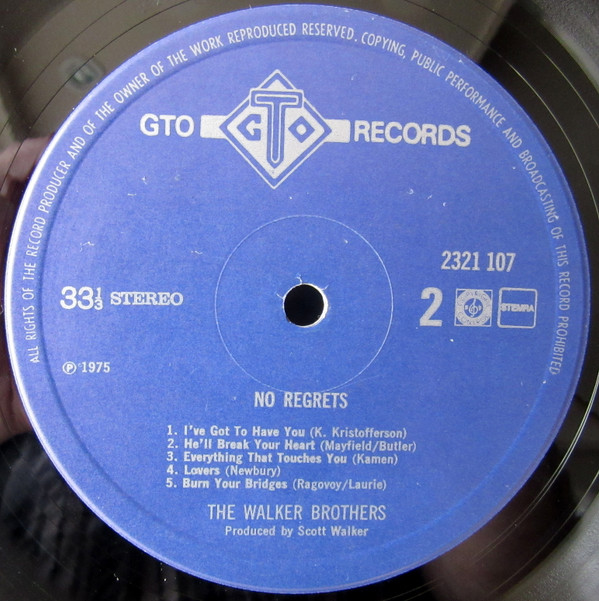 ALL RIGHTS OF THE RECORD PRODUCER AND OF THE OWNER OF THE WORK REPRODUCED RESERVED. COPYING, PUBLIC PERFORMANCE AND BROADCASTING OF THIS RECORD PROHIBITED
GTO GTO RECORDS
2321 107
33 1/3 STEREO
2 STEMRA
℗ 1975
NO REGRETS
1. I've Got To Have You (K. Kristofferson)
2. He'll Break Your Heart (Mayfield/Butler)
3. Everything That Touches You (Kamen)
4. Lovers (Newbury)
5. Burn Your Bridges (Ragovoy/Laurie)
THE WALKER BROTHERS
Produced by Scott Walker